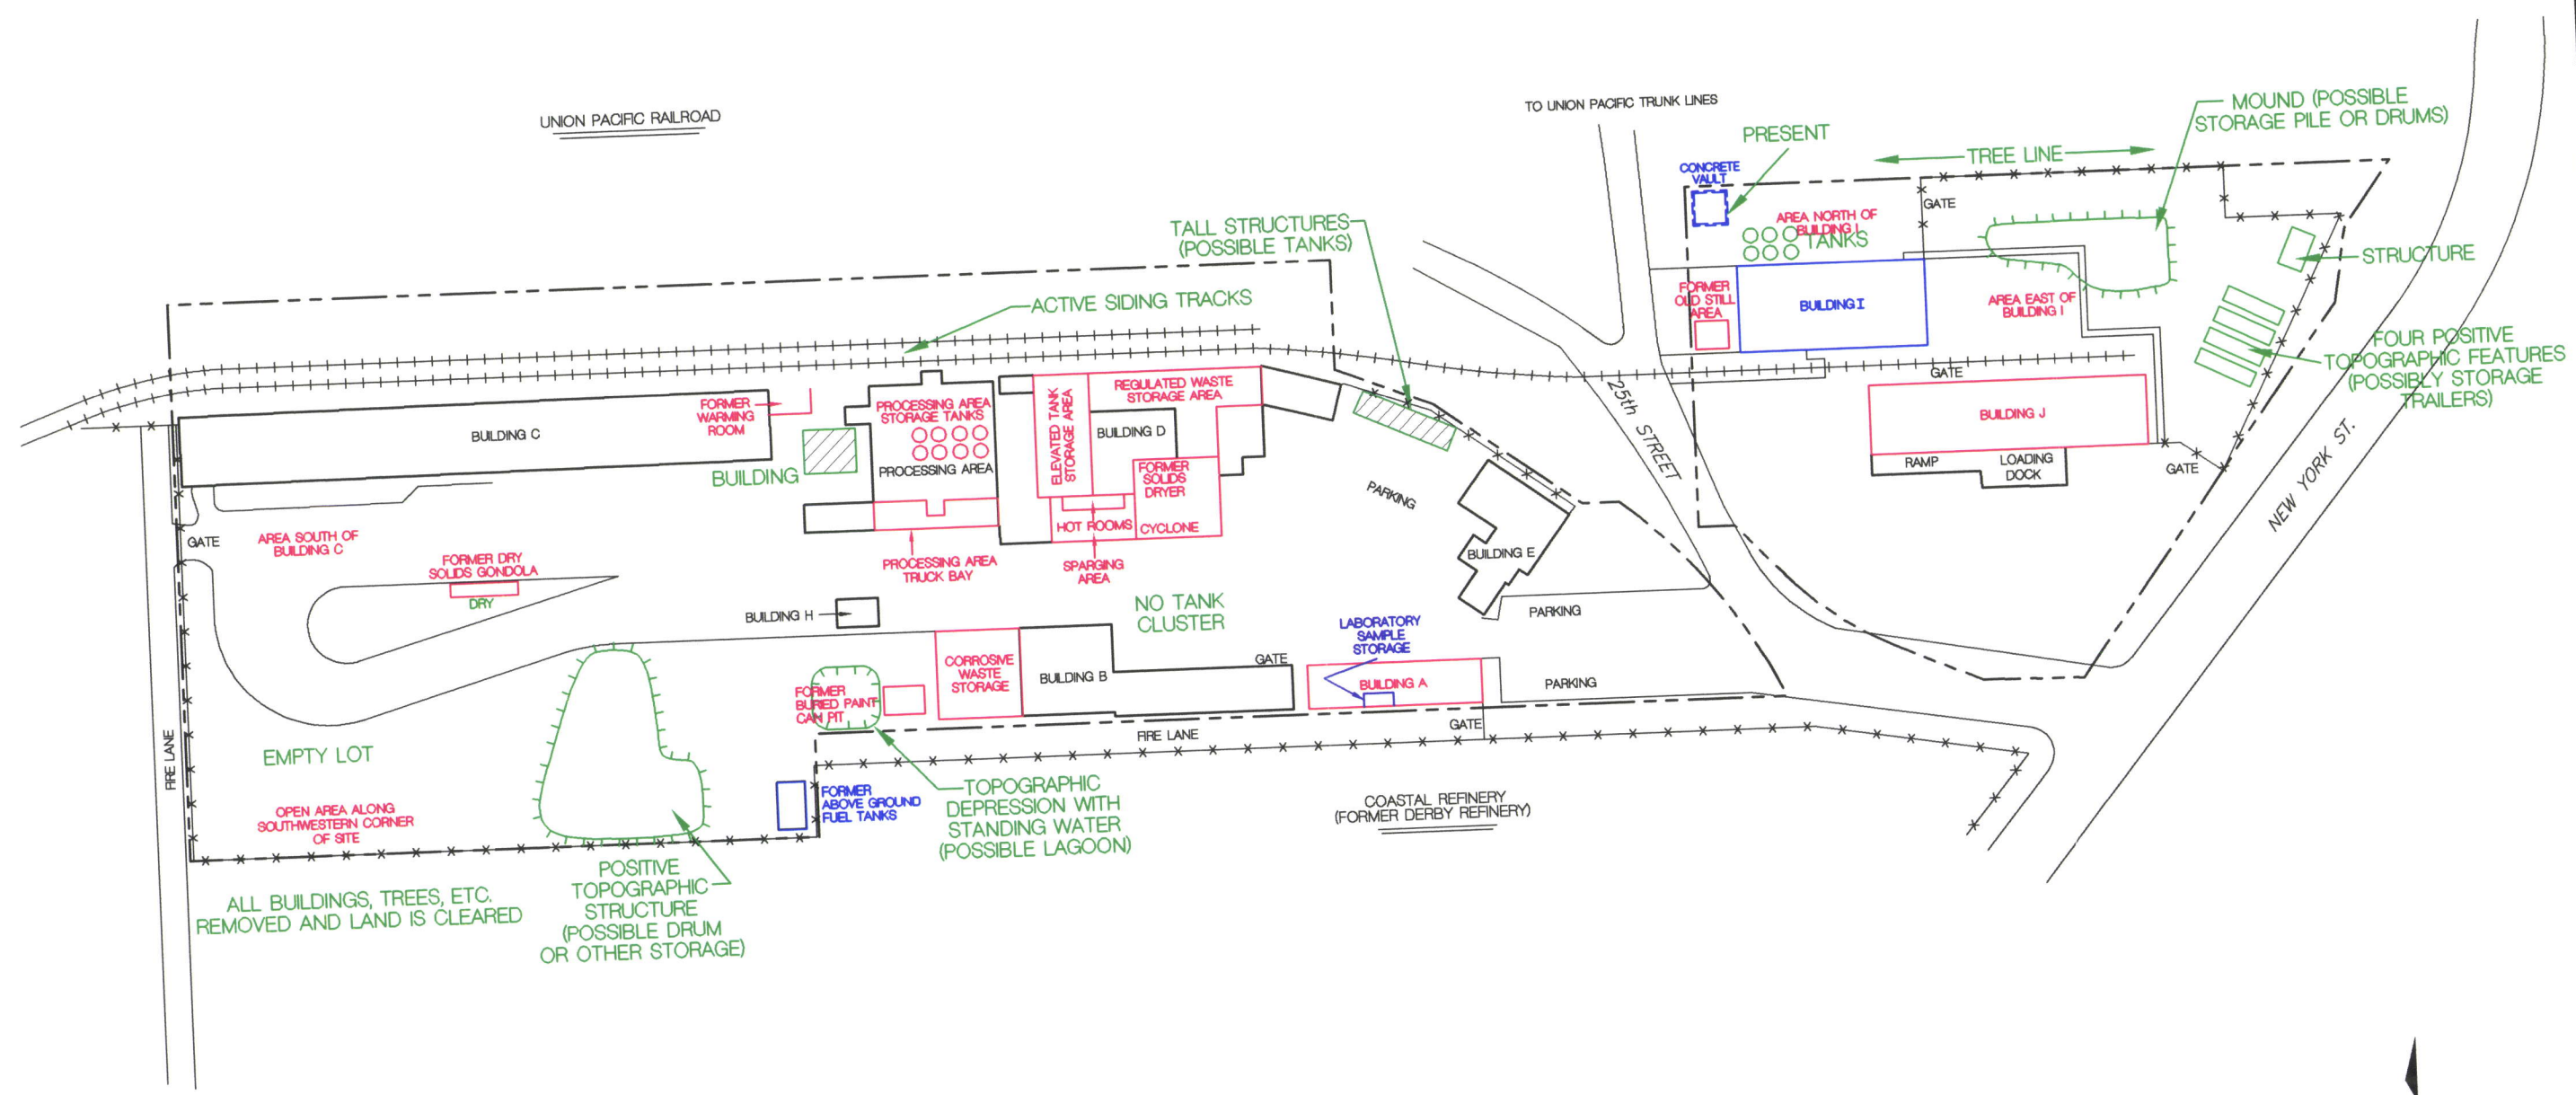 UNION PACIFIC RAILROAD
TO UNION PACIFIC TRUNK LINES
MOUND (POSSIBLE
STORAGE PILE OR DRUMS)
PRESENT
TREE LINE
CONCRETE
VAULT
GATE
AREA NORTH OF
BUILDING I
TANKS
STRUCTURE
TALL STRUCTURES
(POSSIBLE TANKS)
ACTIVE SIDING TRACKS
FORMER
OLD STILL
AREA
BUILDING I
AREA EAST OF
BUILDING I
FOUR POSITIVE
TOPOGRAPHIC FEATURES
(POSSIBLY STORAGE
TRAILERS)
GATE
BUILDING J
RAMP
LOADING
DOCK
GATE
NEW YORK ST.
25th STREET
BUILDING C
FORMER
WARMING
ROOM
BUILDING
PROCESSING AREA
STORAGE TANKS
PROCESSING AREA
ELEVATED TANK
STORAGE AREA
REGULATED WASTE
STORAGE AREA
BUILDING D
FORMER
SOLIDS
DRYER
HOT ROOMS
CYCLONE
PROCESSING AREA
TRUCK BAY
SPARGING
AREA
PARKING
BUILDING E
PARKING
GATE
AREA SOUTH OF
BUILDING C
FORMER DRY
SOLIDS GONDOLA
DRY
BUILDING H
NO TANK
CLUSTER
LABORATORY
SAMPLE
STORAGE
CORROSIVE
WASTE
STORAGE
BUILDING B
GATE
BUILDING A
PARKING
FORMER
BURIED PAINT
CAN PIT
GATE
FIRE LANE
FIRE LANE
EMPTY LOT
OPEN AREA ALONG
SOUTHWESTERN CORNER
OF SITE
FORMER
ABOVE GROUND
FUEL TANKS
TOPOGRAPHIC
DEPRESSION WITH
STANDING WATER
(POSSIBLE LAGOON)
COASTAL REFINERY
(FORMER DERBY REFINERY)
POSITIVE
TOPOGRAPHIC
STRUCTURE
(POSSIBLE DRUM
OR OTHER STORAGE)
ALL BUILDINGS, TREES, ETC.
REMOVED AND LAND IS CLEARED